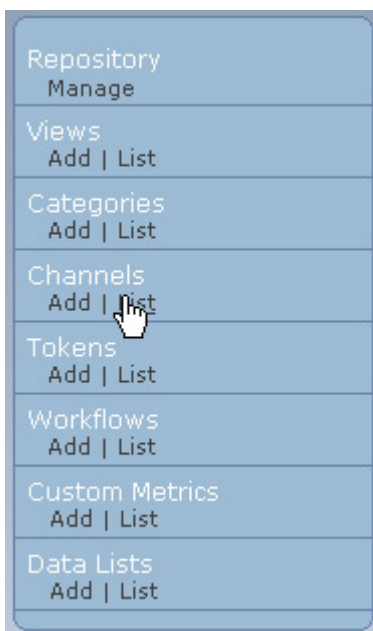 Repository
Manage
Views
Add | List
Categories
Add | List
Channels
Add | List
Tokens
Add | List
Workflows
Add | List
Custom Metrics
Add | List
Data Lists
Add | List